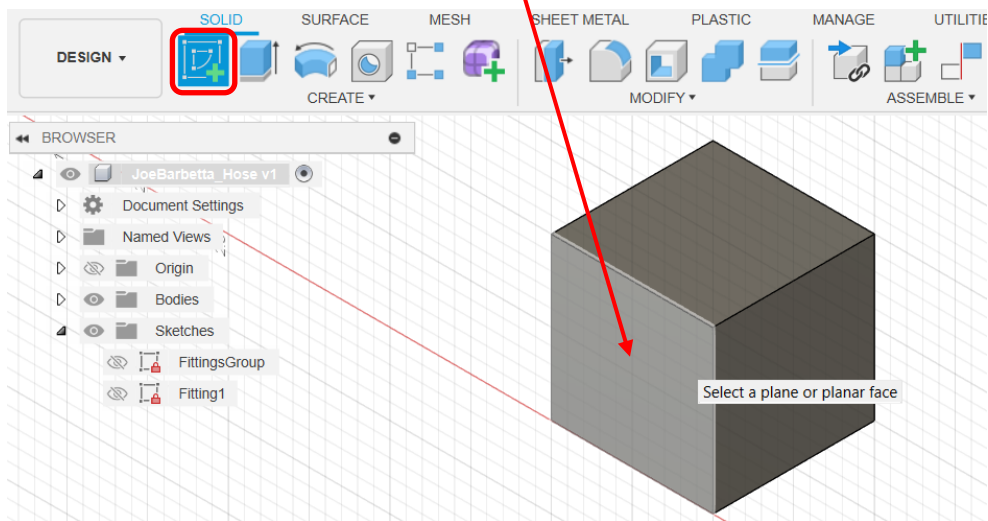 SOLID SURFACE MESH SHEET METAL PLASTIC MANAGE UTILITIE
DESIGN ▾
CREATE ▾ MODIFY ▾ ASSEMBLE ▾
BROWSER
JoeBarbetta_Hose v1
Document Settings
Named Views
Origin
Bodies
Sketches
FittingsGroup
Fitting1
Select a plane or planar face